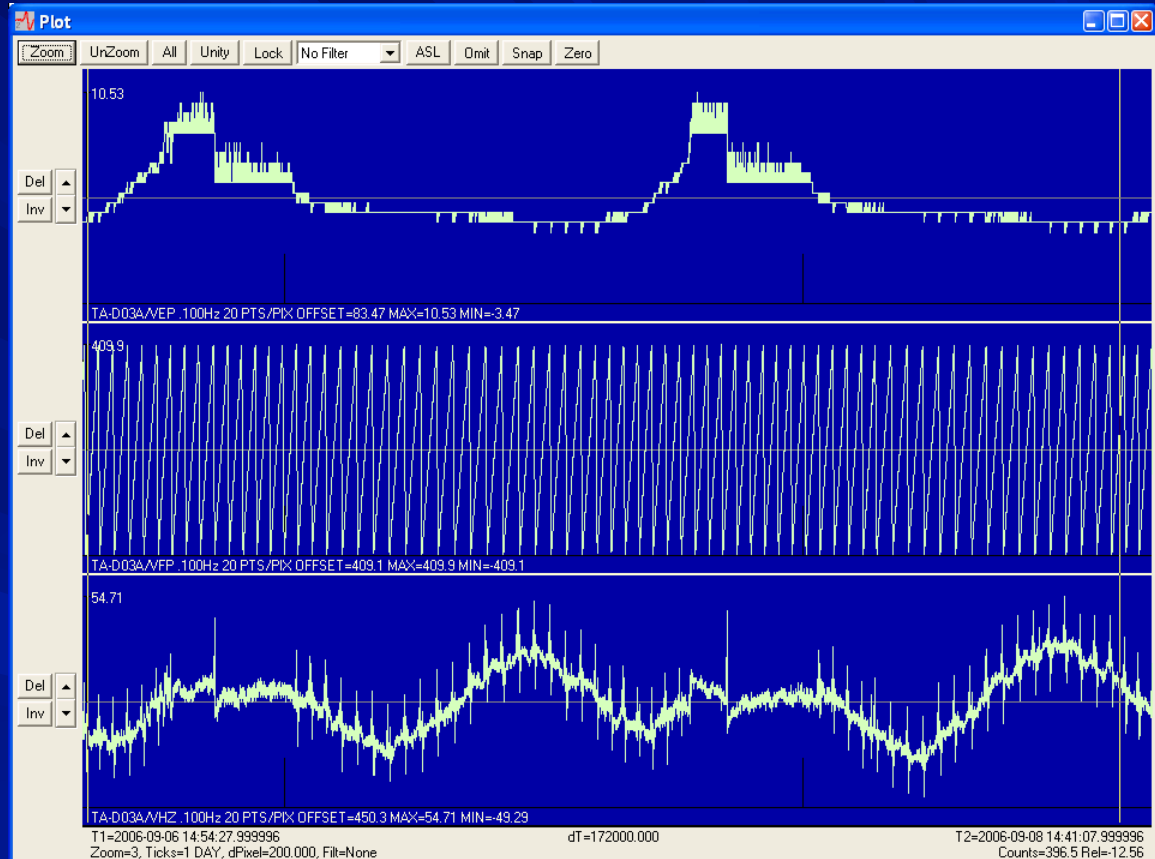 Plot
Zoom UnZoom All Unity Lock No Filter ASL Omit Snap Zero
10.53
Del
Inv
TA-D03A/VEP .100Hz 20 PTS/PIX OFFSET=83.47 MAX=10.53 MIN=-3.47
409.9
Del
Inv
TA-D03A/VFP .100Hz 20 PTS/PIX OFFSET=409.1 MAX=409.9 MIN=-409.1
54.71
Del
Inv
TA-D03A/VHZ .100Hz 20 PTS/PIX OFFSET=450.3 MAX=54.71 MIN=-49.29
T1=2006-09-06 14:54:27.999996 dT=172000.000 T2=2006-09-08 14:41:07.999996
Zoom=3, Ticks=1 DAY, dPixel=200.000, Filt=None Counts=396.5 Rel=-12.56